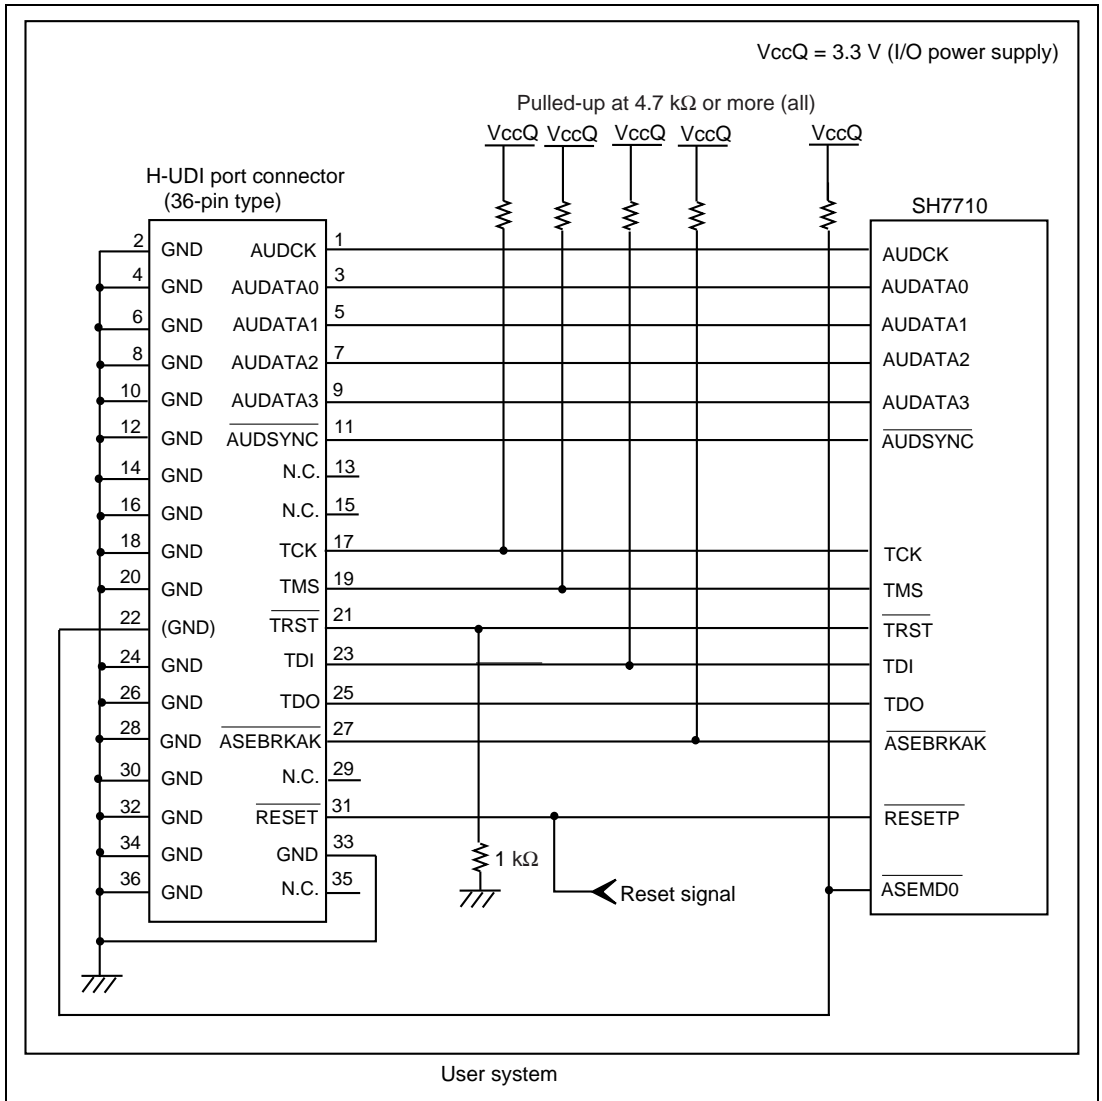 VccQ = 3.3 V (I/O power supply)
Pulled-up at 4.7 kΩ or more (all)
VccQ VccQ VccQ VccQ VccQ
H-UDI port connector
(36-pin type)
SH7710
2 GND AUDCK 1 AUDCK
4 GND AUDATA0 3 AUDATA0
6 GND AUDATA1 5 AUDATA1
8 GND AUDATA2 7 AUDATA2
10 GND AUDATA3 9 AUDATA3
12 GND AUDSYNC 11 AUDSYNC
14 GND N.C. 13
16 GND N.C. 15
18 GND TCK 17 TCK
20 GND TMS 19 TMS
22 (GND) TRST 21 TRST
24 GND TDI 23 TDI
26 GND TDO 25 TDO
28 GND ASEBRKAK 27 ASEBRKAK
30 GND N.C. 29
32 GND RESET 31 RESETP
34 GND GND 33 1 kΩ
36 GND N.C. 35 Reset signal ASEMD0
User system